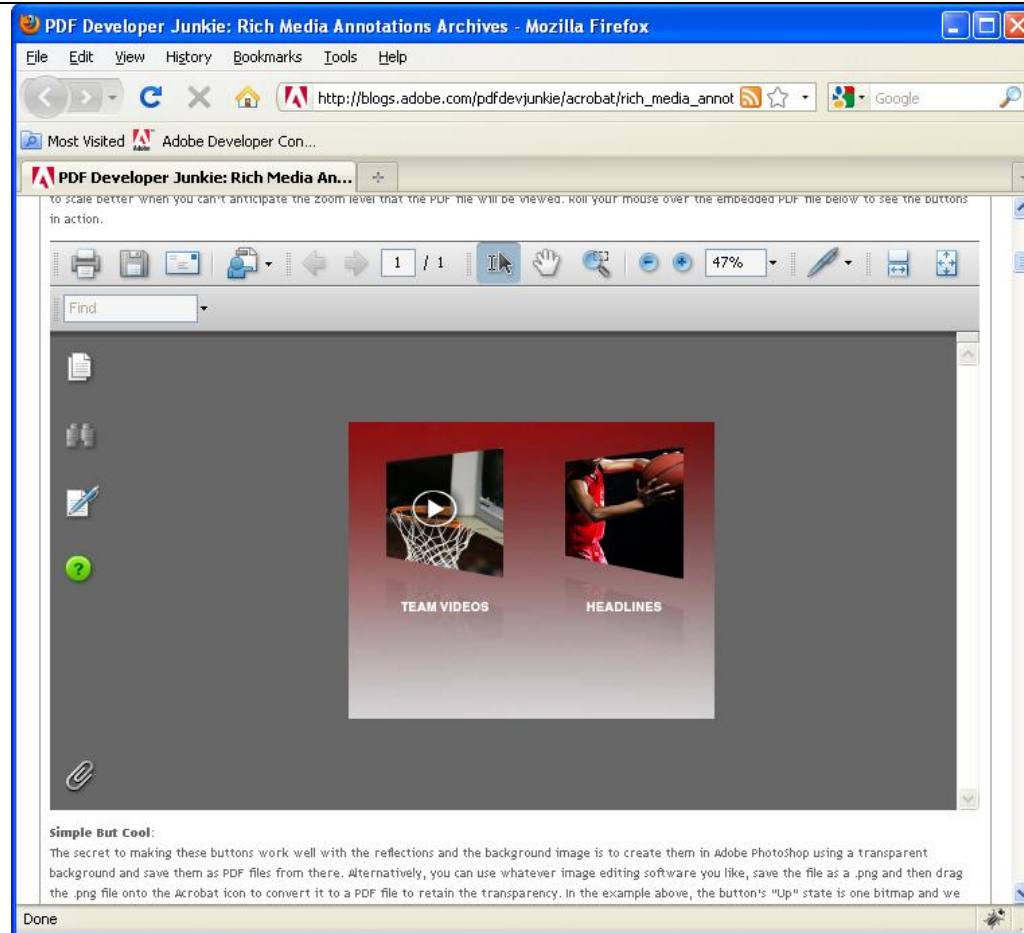 PDF Developer Junkie: Rich Media Annotations Archives - Mozilla Firefox
File Edit View History Bookmarks Tools Help
http://blogs.adobe.com/pdfdevjunkie/acrobat/rich_media_annot
Google
Most Visited Adobe Developer Con...
PDF Developer Junkie: Rich Media An...
to scale better when you can't anticipate the zoom level that the PDF file will be viewed. Roll your mouse over the embedded PDF file below to see the buttons
in action.
1 / 1 47%
Find
TEAM VIDEOS HEADLINES
Simple But Cool:
The secret to making these buttons work well with the reflections and the background image is to create them in Adobe PhotoShop using a transparent
background and save them as PDF files from there. Alternatively, you can use whatever image editing software you like, save the file as a .png and then drag
the .png file onto the Acrobat icon to convert it to a PDF file to retain the transparency. In the example above, the button's "Up" state is one bitmap and we
Done